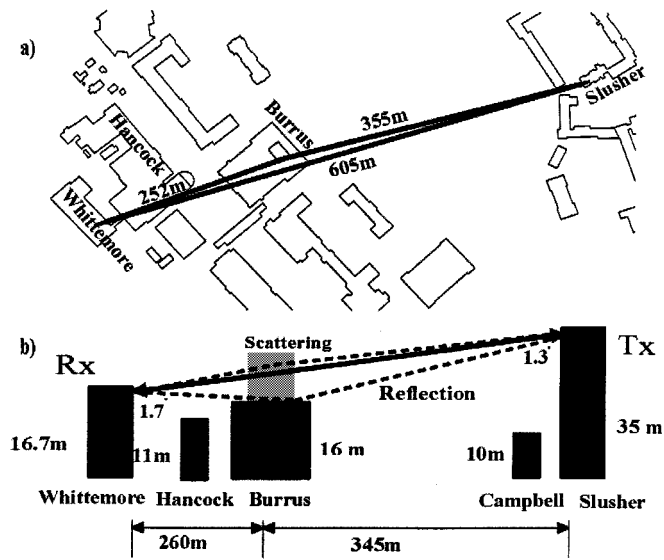 a)
Slusher
Burrus
355m
Hancock
605m
252m
Whittemore
b)
Scattering
Tx
Rx
1.3°
Reflection
1.7°
16.7m
11m
16 m
10m
35 m
Whittemore Hancock Burrus Campbell Slusher
260m 345m